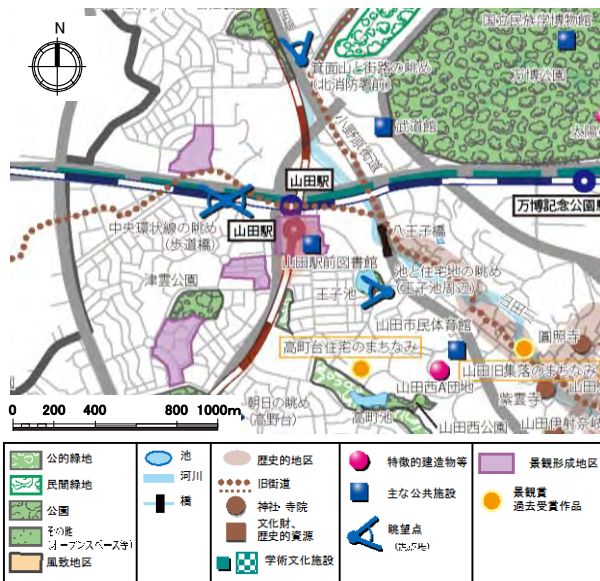 N
国立民族学博物館
万博公園
箕面山と街路の眺め
(北消防署前)
武道館
太陽
小野原街道
山田駅
万博記念公園駅
中央環状線の眺め
(歩道橋)
山田駅
八王子橋
山田駅前図書館
池と住宅地の眺め
(王子池周辺)
津雲公園
王子池
山田川
山田市民体育館
圓照寺
高町台住宅のまちなみ
山田旧集落のまちなみ
山田西A団地
紫雲寺
朝日の眺め
(高野台)
高町池
山田西公園
山田伊射奈岐
0 200 400 800 1000m
公的緑地
民間緑地
公園
その他
(オープンスペース等)
風致地区
池
河川
橋
歴史的地区
旧街道
神社・寺院
文化財、
歴史的資源
学術文化施設
特徴的建造物等
主な公共施設
眺望点
(視点場)
景観形成地区
景観賞
過去受賞作品